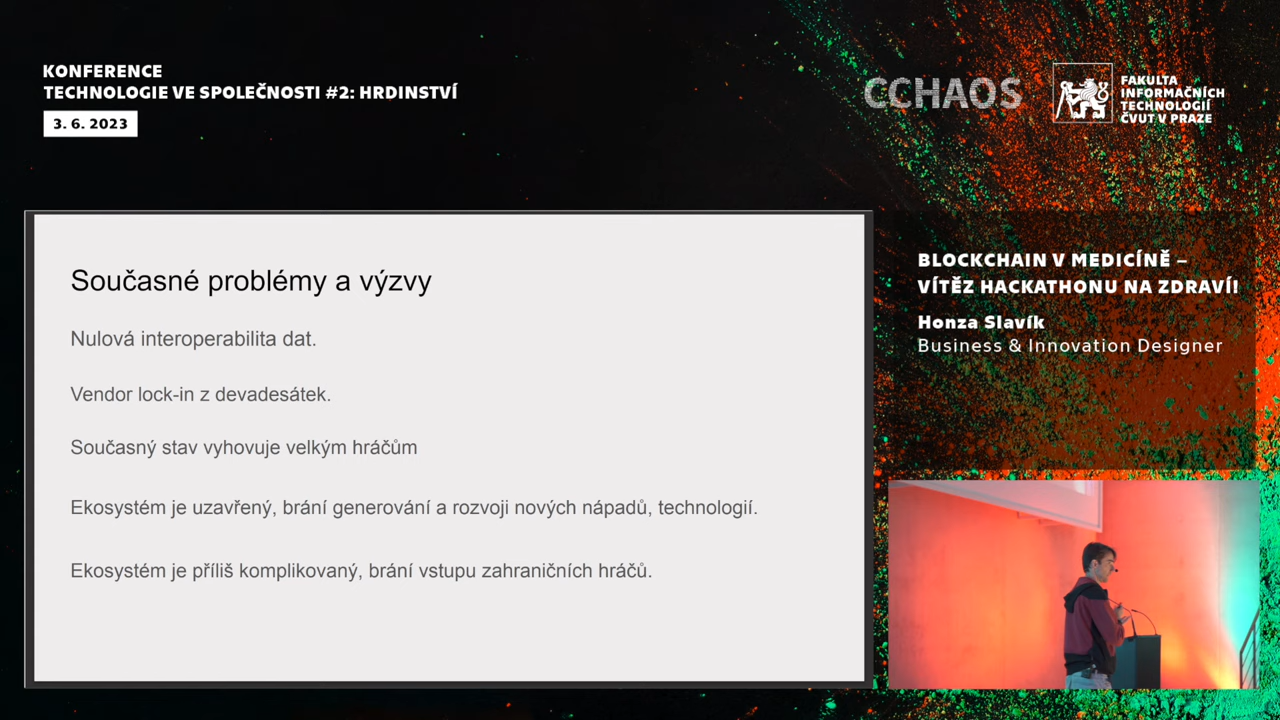 KONFERENCE
TECHNOLOGIE VE SPOLEČNOSTI #2: HRDINSTVÍ
3. 6. 2023
CCHAOS
FAKULTA
INFORMAČNÍCH
TECHNOLOGIÍ
ČVUT V PRAZE
Současné problémy a výzvy
Nulová interoperabilita dat.
Vendor lock-in z devadesátek.
Současný stav vyhovuje velkým hráčům
Ekosystém je uzavřený, brání generování a rozvoji nových nápadů, technologií.
Ekosystém je příliš komplikovaný, brání vstupu zahraničních hráčů.
BLOCKCHAIN V MEDICÍNĚ –
VÍTĚZ HACKATHONU NA ZDRAVÍ!
Honza Slavík
Business & Innovation Designer